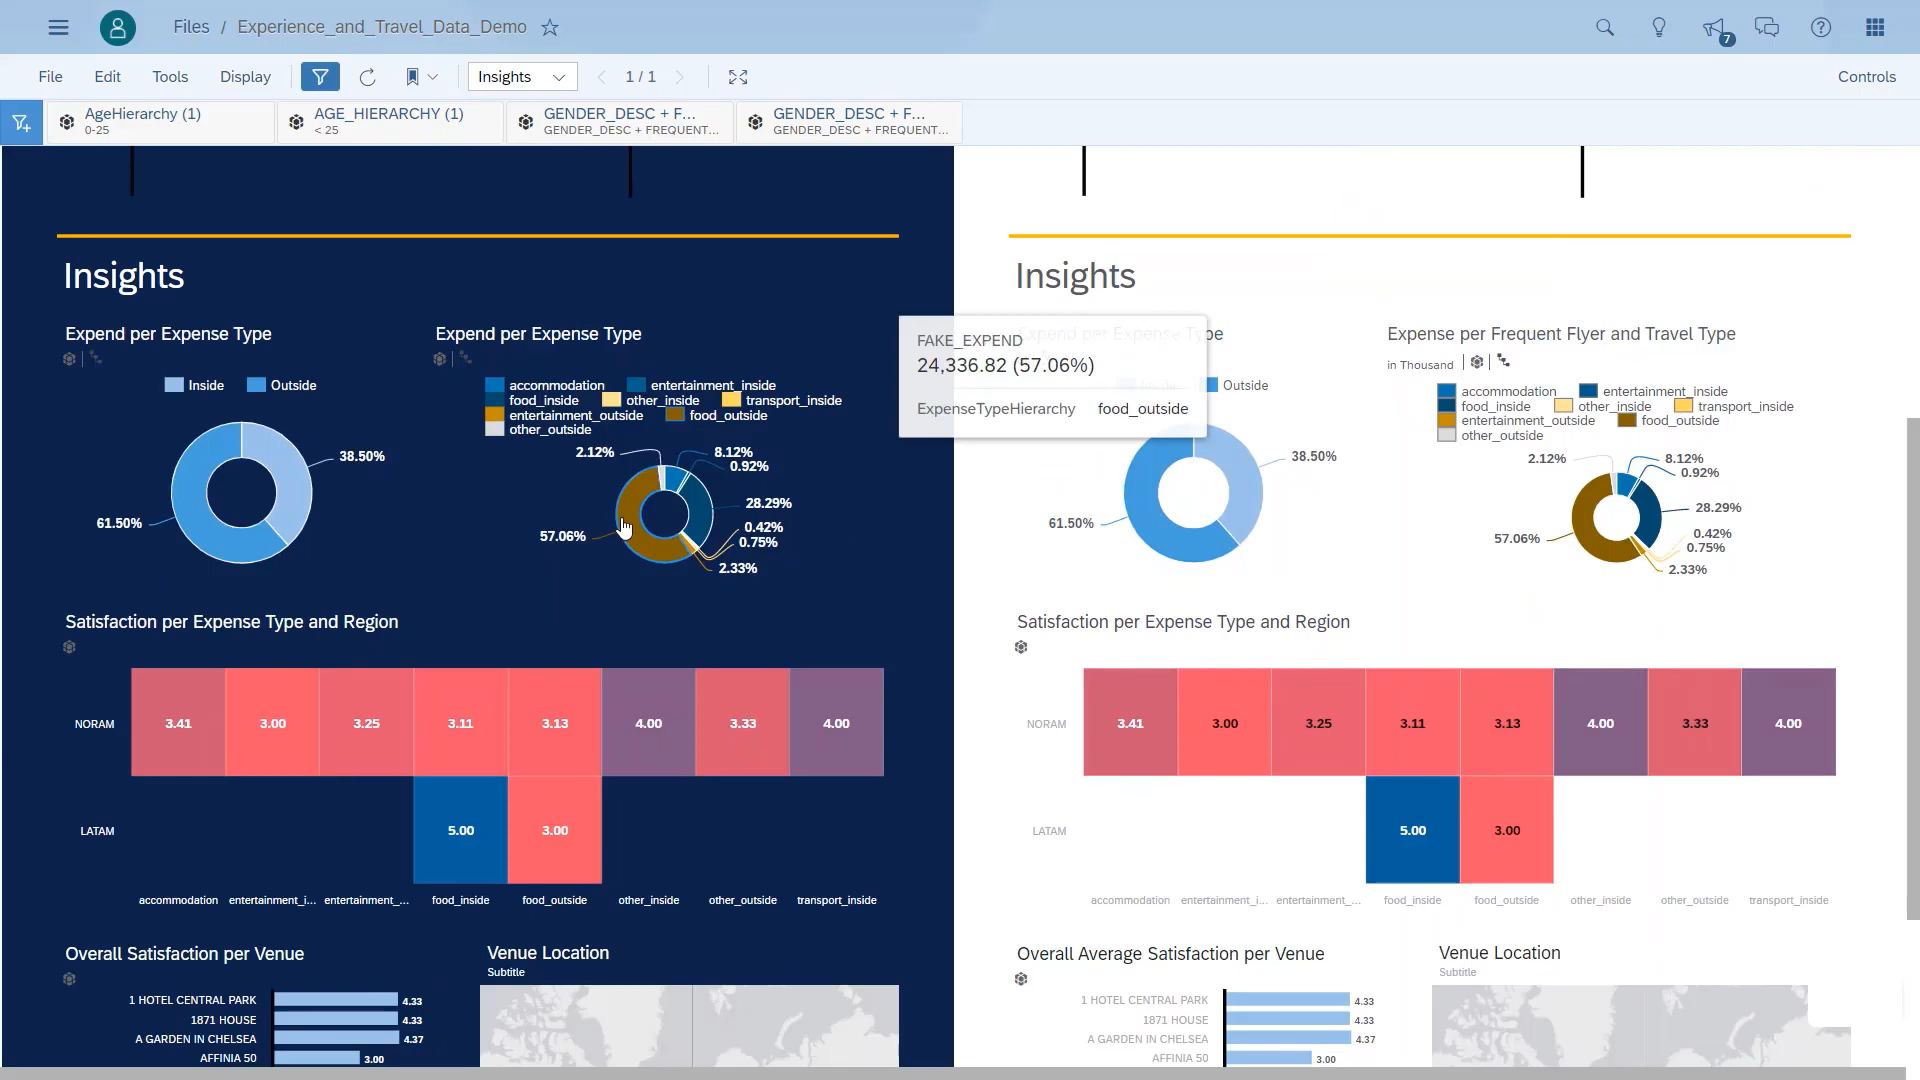 Files / Experience_and_Travel_Data_Demo
7
File Edit Tools Display Insights 1 / 1 Controls
AgeHierarchy (1)
0-25
AGE_HIERARCHY (1)
< 25
GENDER_DESC + F...
GENDER_DESC + FREQUENT...
GENDER_DESC + F...
GENDER_DESC + FREQUENT...
Insights
Expend per Expense Type
Inside Outside
38.50%
61.50%
Expend per Expense Type
accommodation entertainment_inside
food_inside other_inside transport_inside
entertainment_outside food_outside
other_outside
2.12% 8.12%
0.92%
28.29%
0.42%
57.06% 0.75%
2.33%
Satisfaction per Expense Type and Region
NORAM 3.41 3.00 3.25 3.11 3.13 4.00 3.33 4.00
LATAM 5.00 3.00
accommodation entertainment_i... entertainment_... food_inside food_outside other_inside other_outside transport_inside
Overall Satisfaction per Venue
1 HOTEL CENTRAL PARK 4.33
1871 HOUSE 4.33
A GARDEN IN CHELSEA 4.37
AFFINIA 50 3.00
Venue Location
Subtitle
FAKE_EXPEND
24,336.82 (57.06%)
ExpenseTypeHierarchy food_outside
Insights
Expend per Expense Type
Inside Outside
38.50%
61.50%
Expense per Frequent Flyer and Travel Type
in Thousand
accommodation entertainment_inside
food_inside other_inside transport_inside
entertainment_outside food_outside
other_outside
2.12% 8.12%
0.92%
28.29%
0.42%
57.06% 0.75%
2.33%
Satisfaction per Expense Type and Region
NORAM 3.41 3.00 3.25 3.11 3.13 4.00 3.33 4.00
LATAM 5.00 3.00
accommodation entertainment_i... entertainment_... food_inside food_outside other_inside other_outside transport_inside
Overall Average Satisfaction per Venue
1 HOTEL CENTRAL PARK 4.33
1871 HOUSE 4.33
A GARDEN IN CHELSEA 4.37
AFFINIA 50 3.00
Venue Location
Subtitle